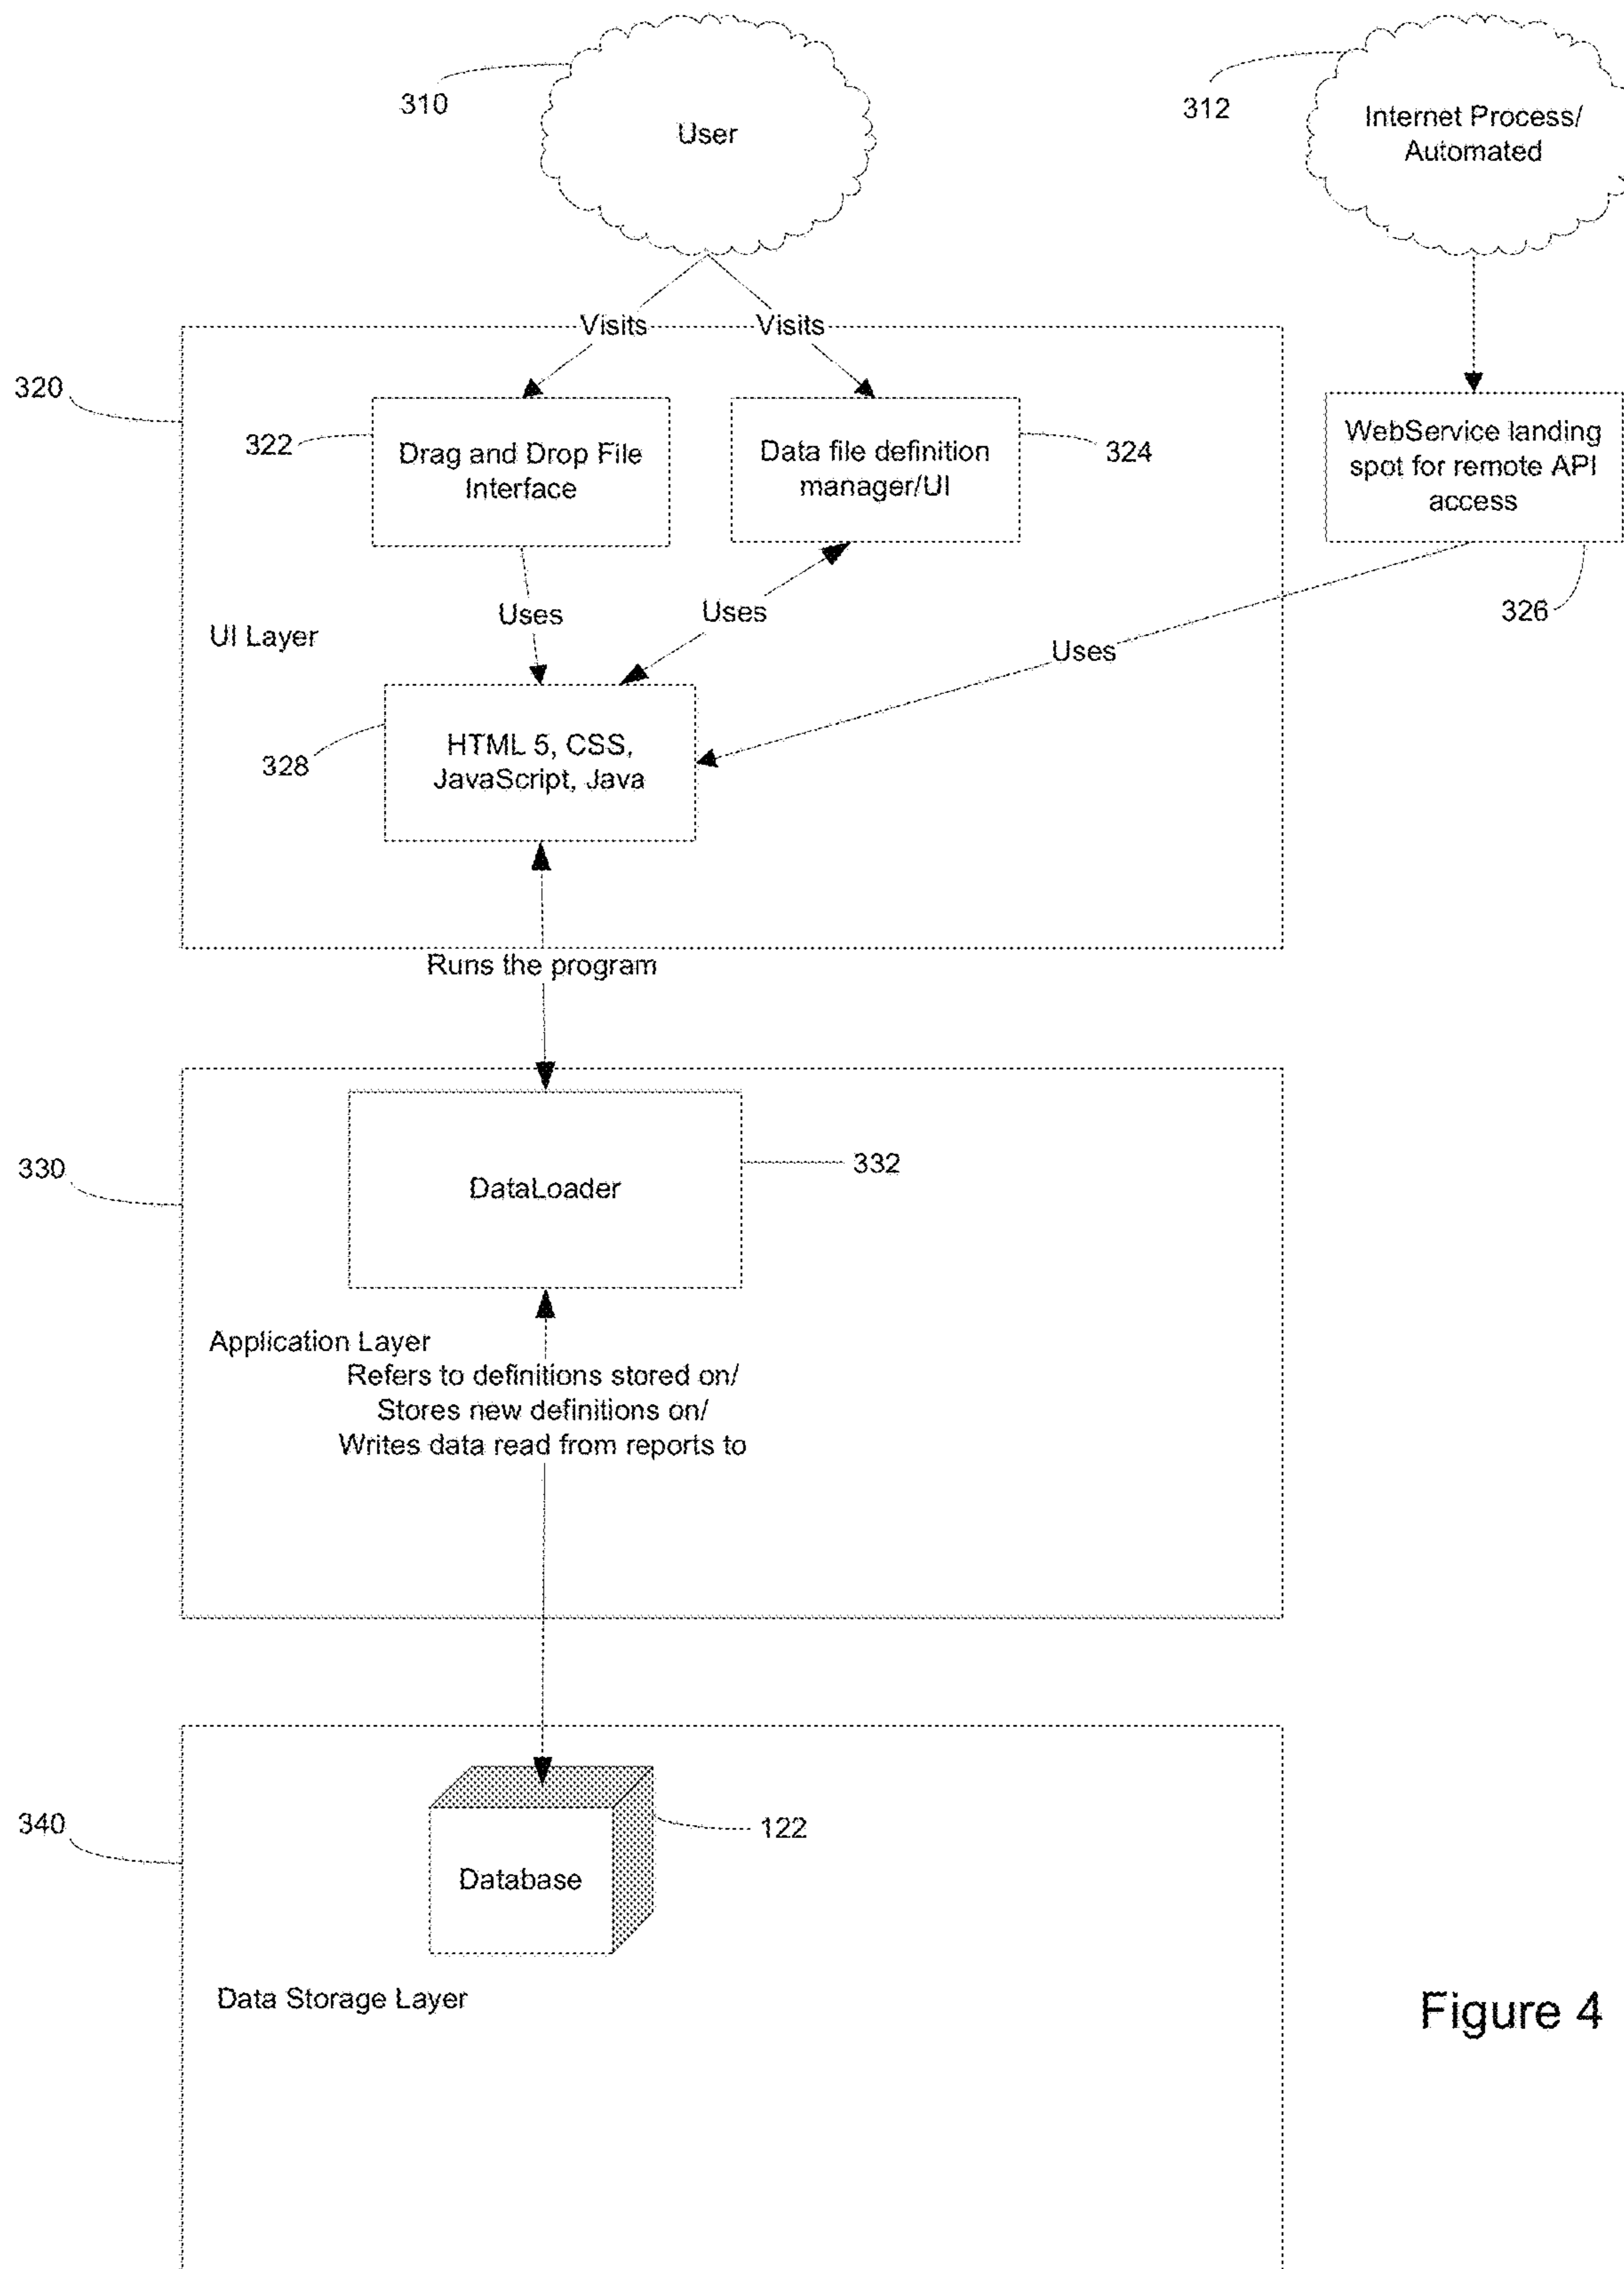 310
User
312
Internet Process/
Automated
Visits
Visits
320
322
Drag and Drop File
Interface
Data file definition
manager/UI
324
WebService landing
spot for remote API
access
326
Uses
Uses
Uses
UI Layer
328
HTML 5, CSS,
JavaScript, Java
Runs the program
330
DataLoader
332
Application Layer
Refers to definitions stored on/
Stores new definitions on/
Writes data read from reports to
340
Database
122
Data Storage Layer
Figure 4